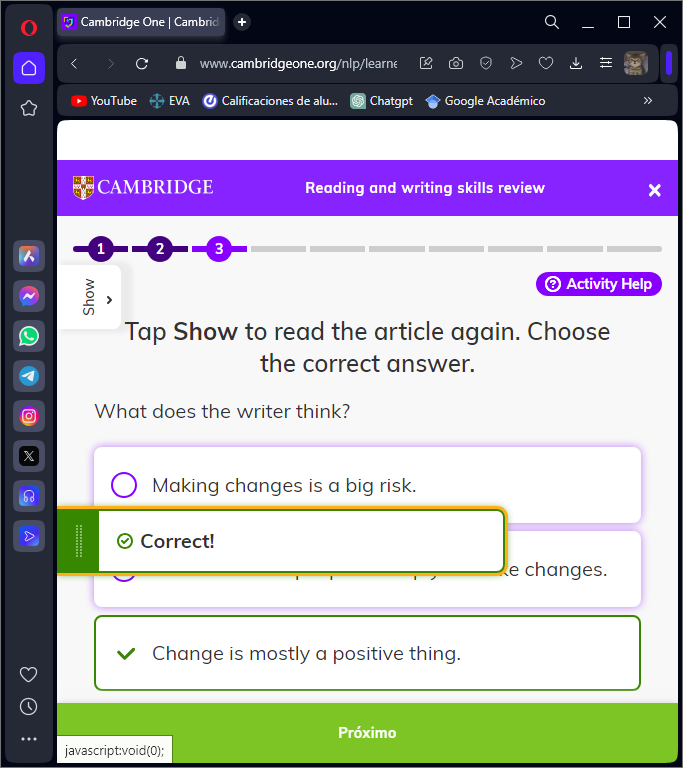 Cambridge One | Cambrid
www.cambridgeone.org/nlp/learne
YouTube
EVA
Calificaciones de alu...
Chatgpt
Google Académico
»
CAMBRIDGE
Reading and writing skills review
1
2
3
Show
Activity Help
Tap Show to read the article again. Choose
the correct answer.
What does the writer think?
Making changes is a big risk.
Correct!
changes.
Change is mostly a positive thing.
Próximo
javascript:void(0);